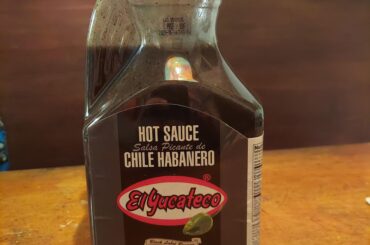 HOT SAUCE
Salsa Picante de
CHILE HABANERO
El Yucateco
®